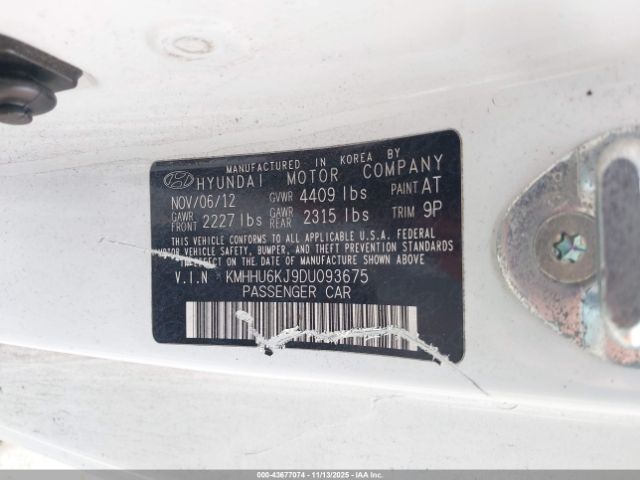 MANUFACTURED IN KOREA BY
HYUNDAI MOTOR COMPANY
NOV/06/12 GVWR 4409 lbs PAINT AT
GAWR FRONT 2227 lbs GAWR REAR 2315 lbs TRIM 9P
THIS VEHICLE CONFORMS TO ALL APPLICABLE U.S.A. FEDERAL
MOTOR VEHICLE SAFETY, BUMPER, AND THEFT PREVENTION STANDARDS
IN EFFECT ON THE DATE OF MANUFACTURE SHOWN ABOVE.
V.I.N KMHHU6KJ9DU093675
PASSENGER CAR
000-43677074 | 11/13/2025 | © IAA, LLC